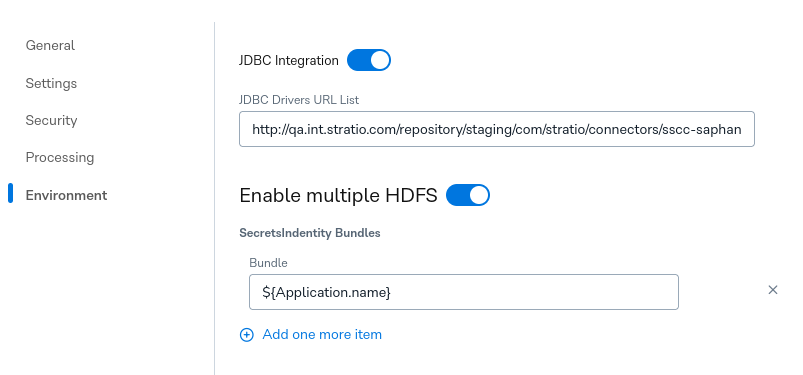 General
Settings
Security
Processing
Environment
JDBC Integration
JDBC Drivers URL List
http://qa.int.stratio.com/repository/staging/com/stratio/connectors/sscc-saphan
Enable multiple HDFS
SecretsIndentity Bundles
Bundle
${Application.name}
Add one more item